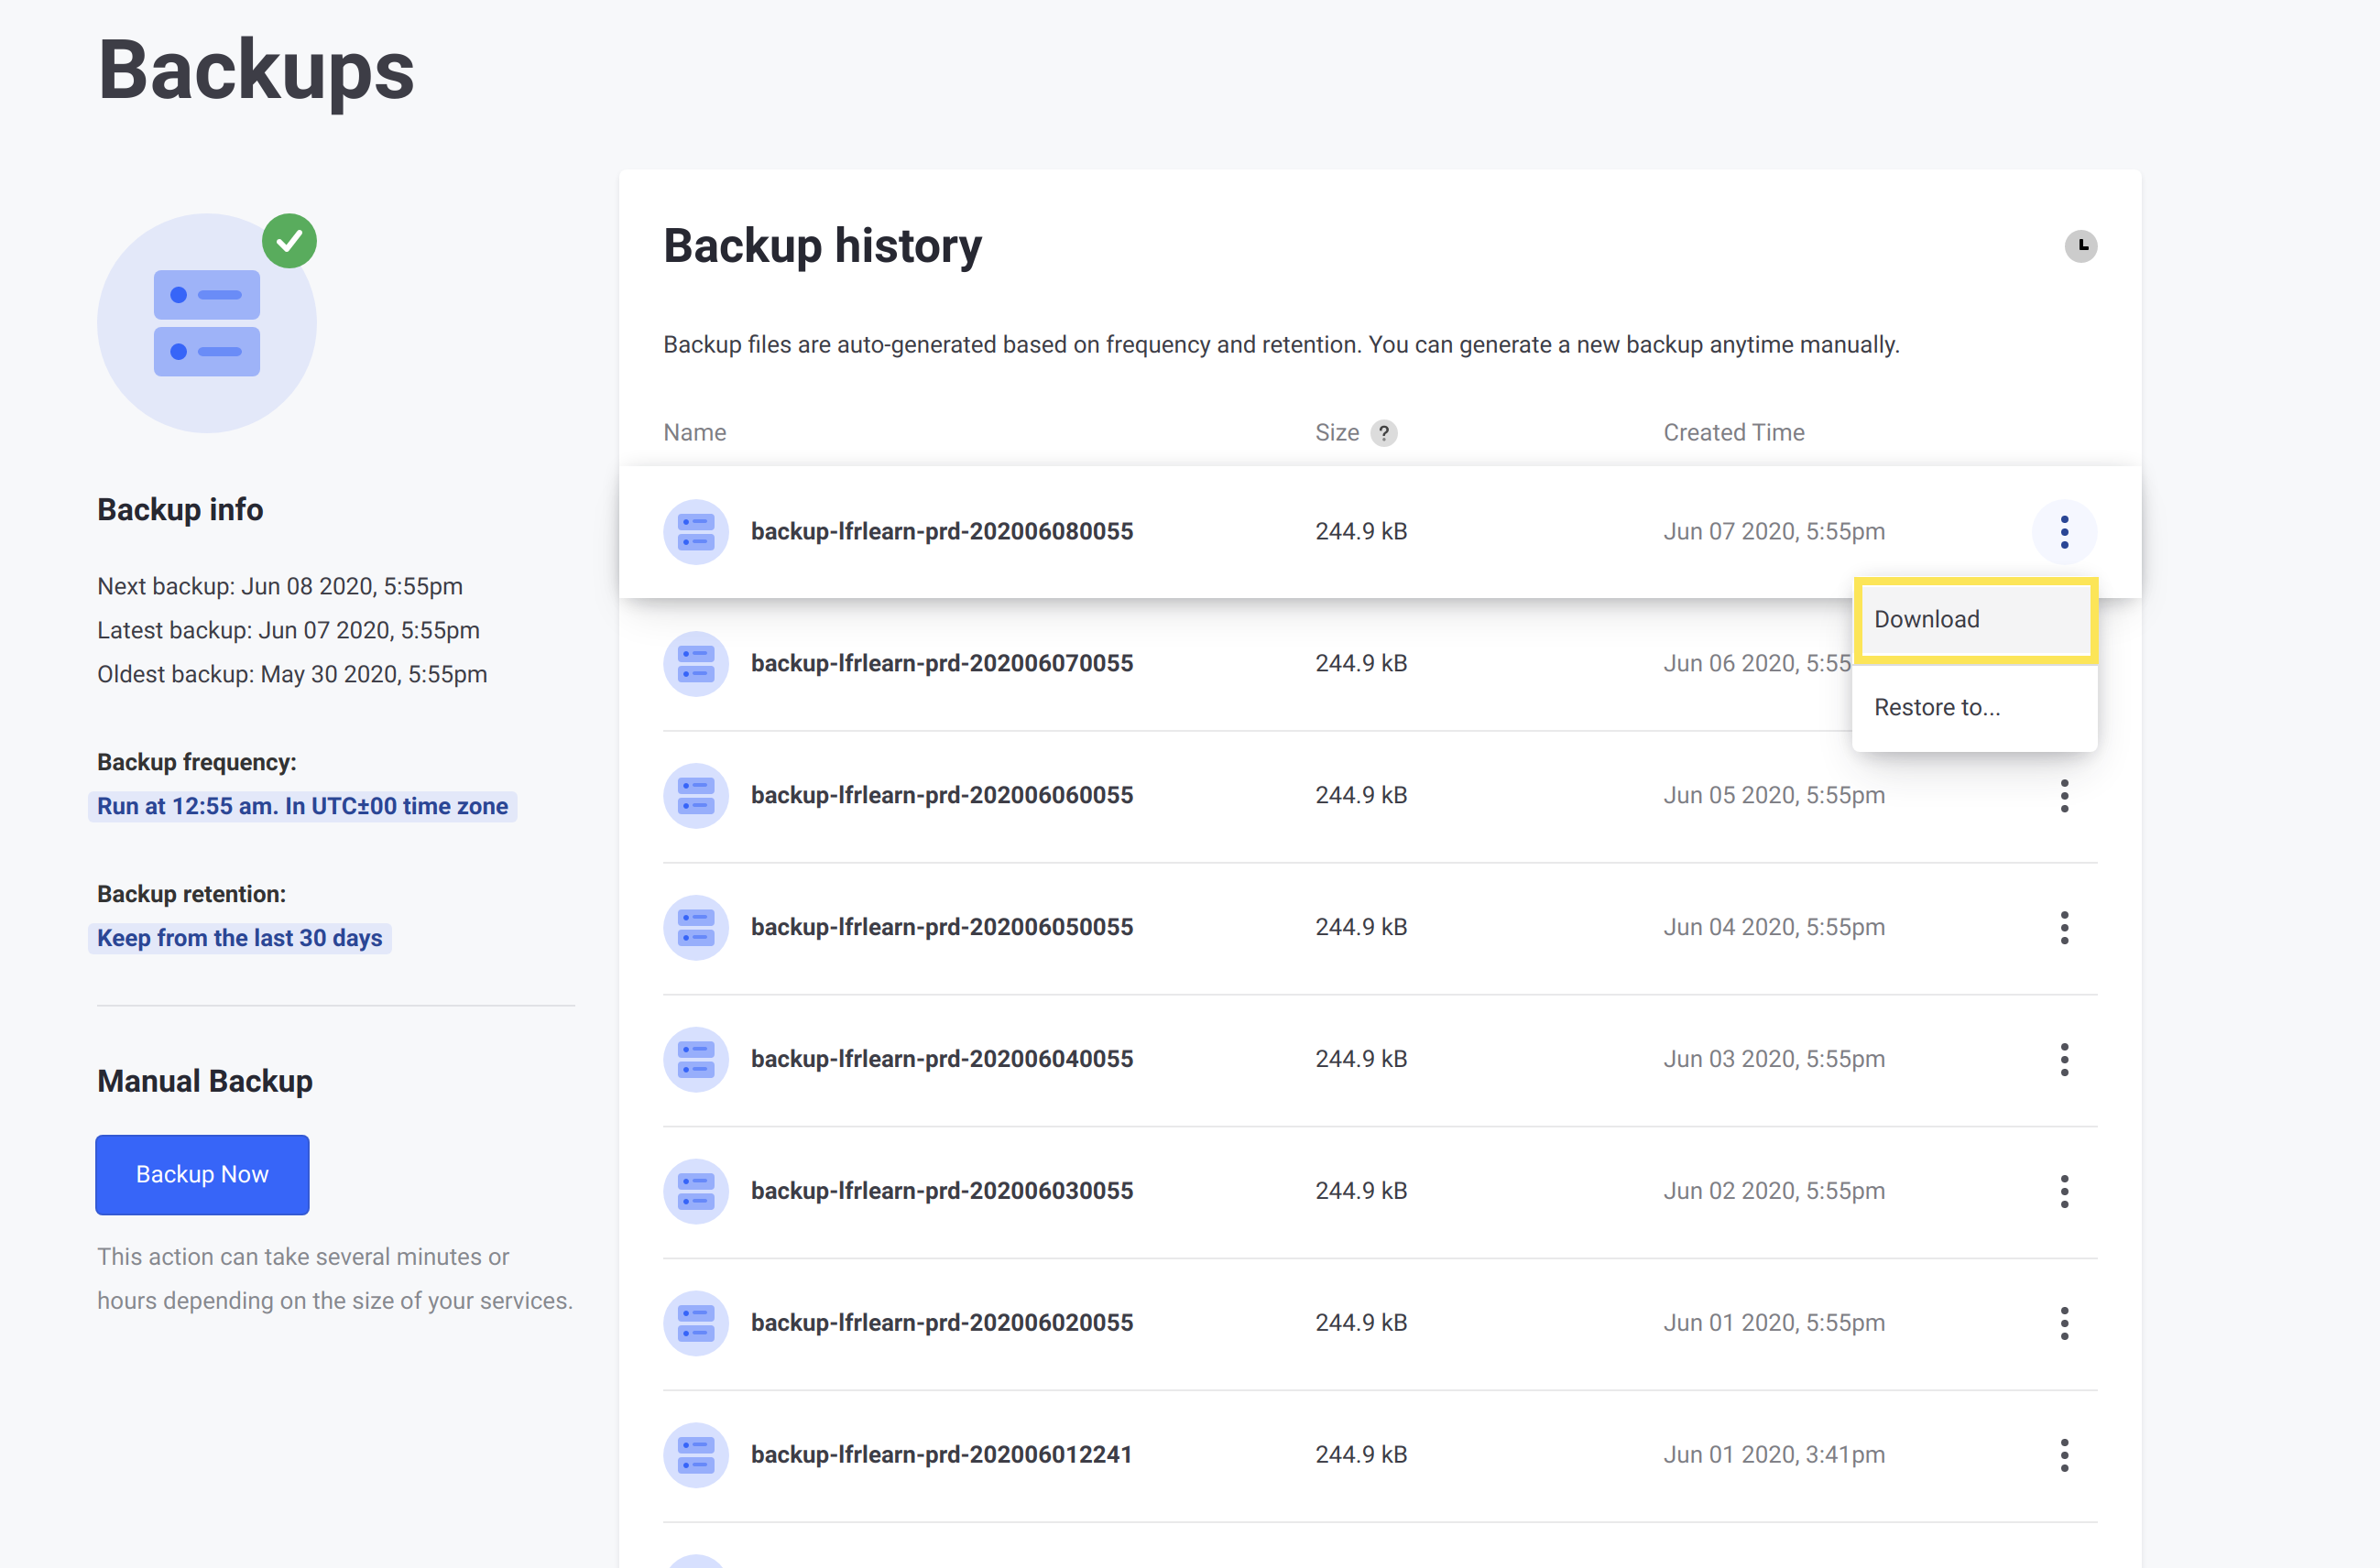 Backups
Backup info
Next backup: Jun 08 2020, 5:55pm
Latest backup: Jun 07 2020, 5:55pm
Oldest backup: May 30 2020, 5:55pm
Backup frequency:
Run at 12:55 am. In UTC±00 time zone
Backup retention:
Keep from the last 30 days
Manual Backup
Backup Now
This action can take several minutes or
hours depending on the size of your services.
Backup history
Backup files are auto-generated based on frequency and retention. You can generate a new backup anytime manually.
Name Size ? Created Time
backup-lfrlearn-prd-202006080055 244.9 kB Jun 07 2020, 5:55pm
Download
Restore to...
backup-lfrlearn-prd-202006070055 244.9 kB Jun 06 2020, 5:55
backup-lfrlearn-prd-202006060055 244.9 kB Jun 05 2020, 5:55pm
backup-lfrlearn-prd-202006050055 244.9 kB Jun 04 2020, 5:55pm
backup-lfrlearn-prd-202006040055 244.9 kB Jun 03 2020, 5:55pm
backup-lfrlearn-prd-202006030055 244.9 kB Jun 02 2020, 5:55pm
backup-lfrlearn-prd-202006020055 244.9 kB Jun 01 2020, 5:55pm
backup-lfrlearn-prd-202006012241 244.9 kB Jun 01 2020, 3:41pm